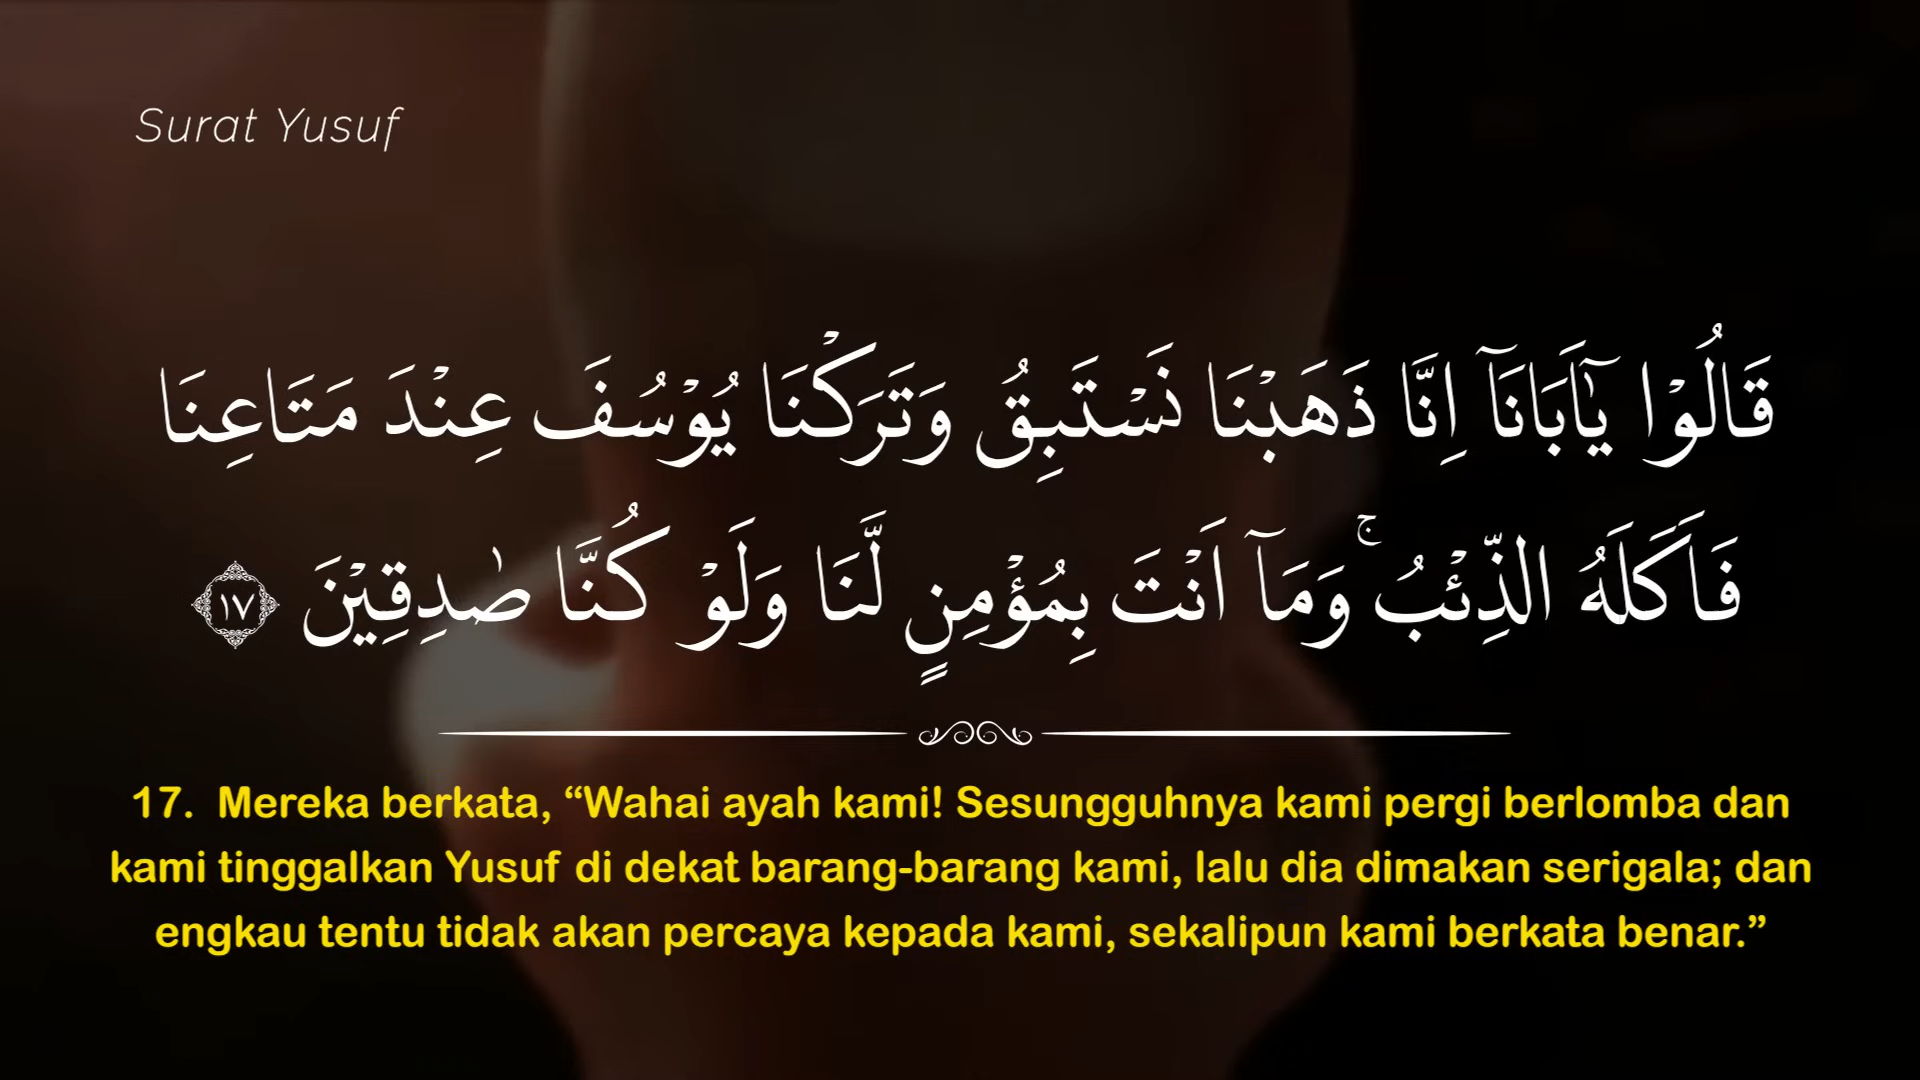 Surat Yusuf
قَالُوْا يٰٓاَبَانَآ اِنَّا ذَهَبْنَا نَسْتَبِقُ وَتَرَكْنَا يُوْسُفَ عِنْدَ مَتَاعِنَا
فَاَكَلَهُ الذِّئْبُۚ وَمَآ اَنْتَ بِمُؤْمِنٍ لَّنَا وَلَوْ كُنَّا صٰدِقِيْنَ ١٧
17. Mereka berkata, “Wahai ayah kami! Sesungguhnya kami pergi berlomba dan
kami tinggalkan Yusuf di dekat barang-barang kami, lalu dia dimakan serigala; dan
engkau tentu tidak akan percaya kepada kami, sekalipun kami berkata benar.”